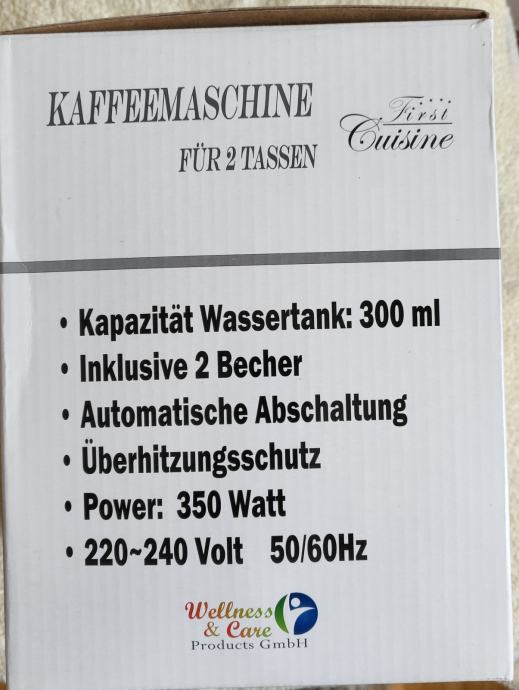 KAFFEEMASCHINE
FÜR 2 TASSEN
First
Cuisine
• Kapazität Wassertank: 300 ml
• Inklusive 2 Becher
• Automatische Abschaltung
• Überhitzungsschutz
• Power: 350 Watt
• 220~240 Volt 50/60Hz
Wellness
& Care
Products GmbH